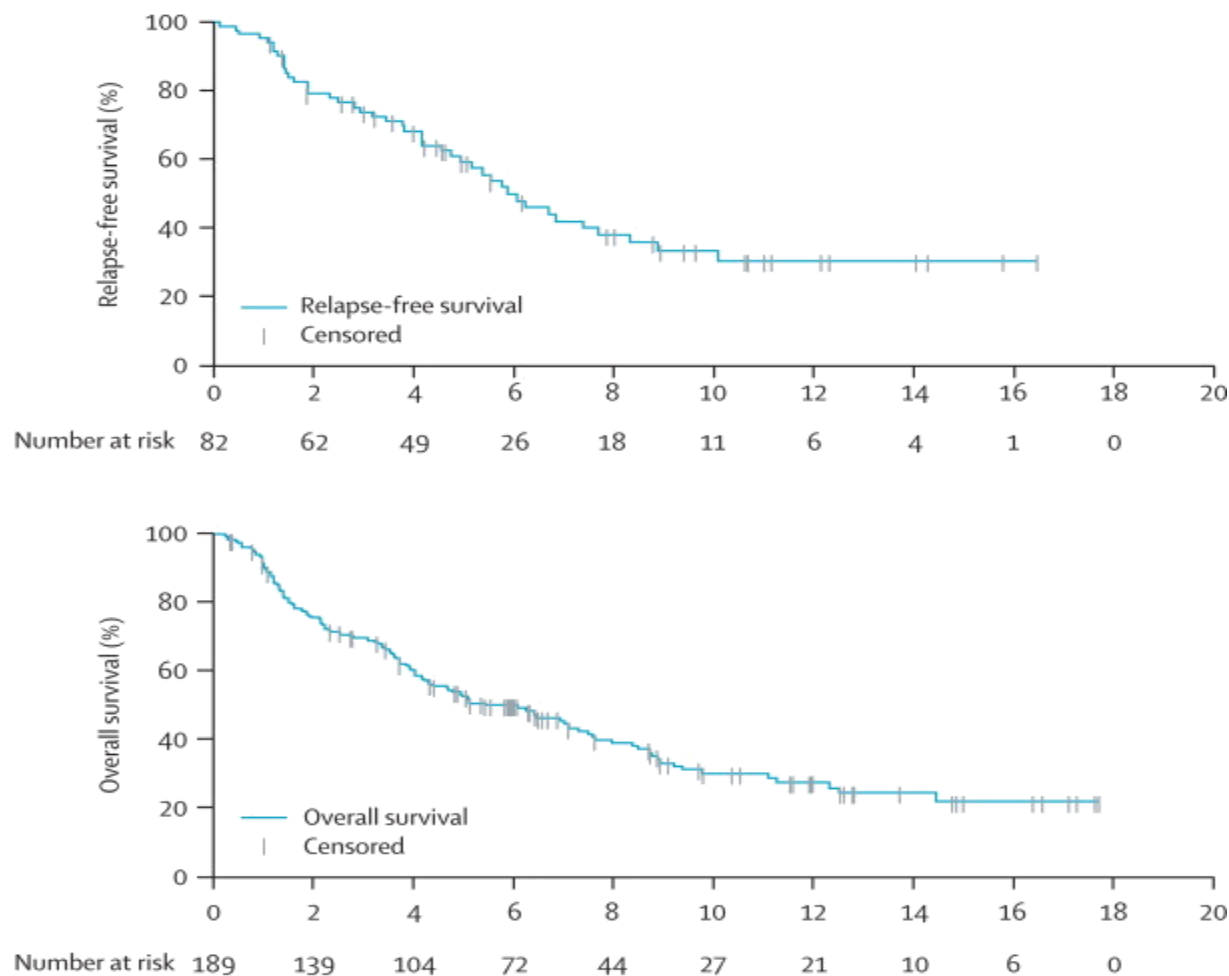 100
80
60
40
20
0
Relapse-free survival (%)
Relapse-free survival
Censored
0 2 4 6 8 10 12 14 16 18 20
Number at risk 82 62 49 26 18 11 6 4 1 0
100
80
60
40
20
0
Overall survival (%)
Overall survival
Censored
0 2 4 6 8 10 12 14 16 18 20
Number at risk 189 139 104 72 44 27 21 10 6 0